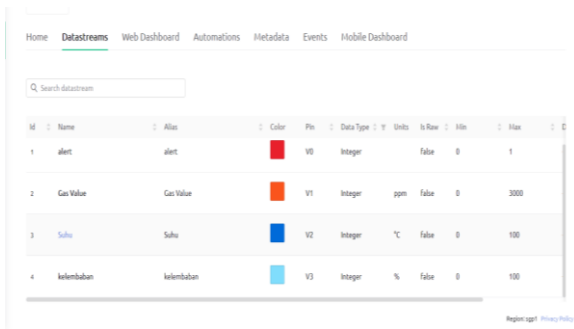 Home Datastreams Web Dashboard Automations Metadata Events Mobile Dashboard
Search datastream
Id Name Alias Color Pin Data Type Units Is Raw Min Max D
1 alert alert V0 Integer false 0 1
2 Gas Value Gas Value V1 Integer ppm false 0 3000
3 Suhu Suhu V2 Integer °C false 0 100
4 kelembaban kelembaban V3 Integer % false 0 100
Region: sgp1 Privacy Policy